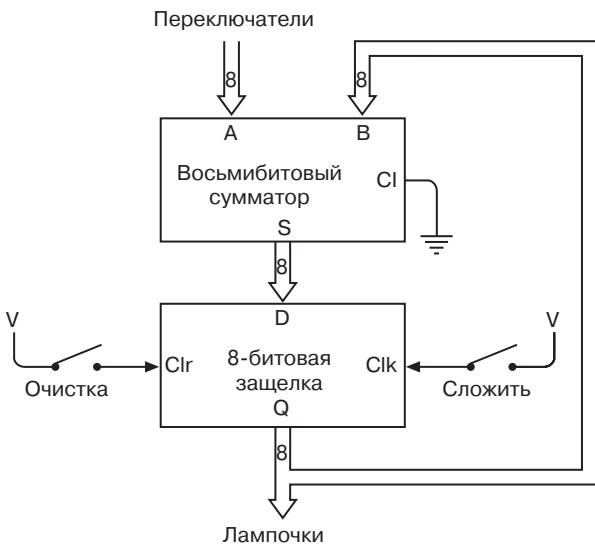 Переключатели
8
8
A
B
Восьмибитовый
сумматор
CI
S
8
V
V
D
Clr
8-битовая
защелка
Clk
Очистка
Сложить
Q
8
Лампочки